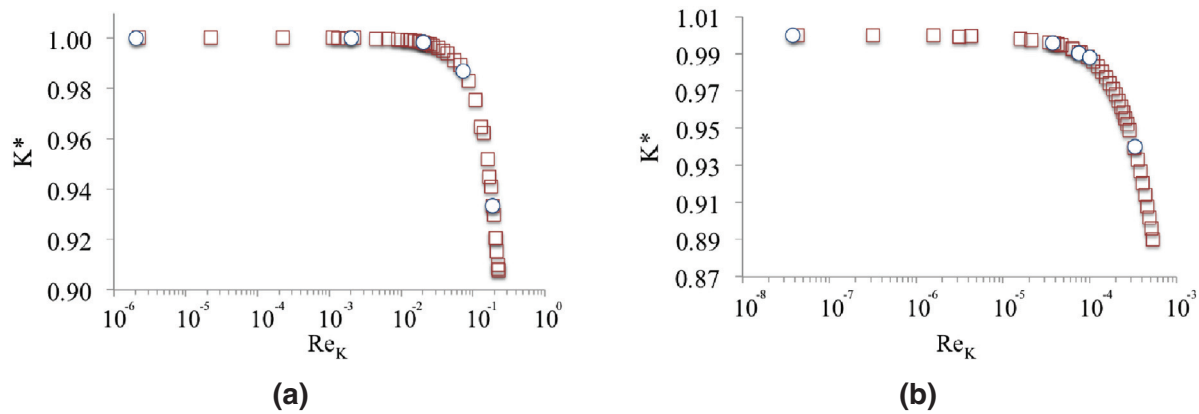 1.00
0.98
0.96
0.94
0.92
0.90
K*
10⁻⁶ 10⁻⁵ 10⁻⁴ 10⁻³ 10⁻² 10⁻¹ 10⁰
Re_K
(a)
1.01
0.99
0.97
0.95
0.93
0.91
0.89
0.87
K*
10⁻⁸ 10⁻⁷ 10⁻⁶ 10⁻⁵ 10⁻⁴ 10⁻³
Re_K
(b)